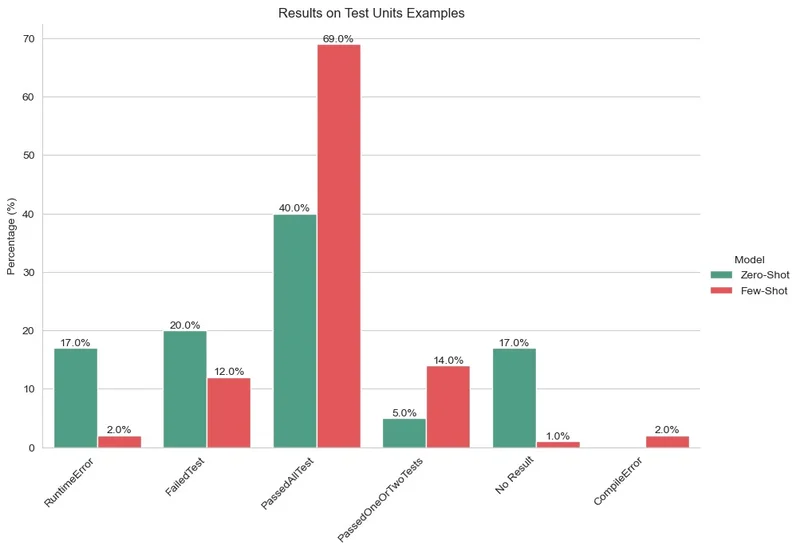 Results on Test Units Examples
Percentage (%)
70
60
50
40
30
20
10
0
17.0%
2.0%
20.0%
12.0%
40.0%
69.0%
5.0%
14.0%
17.0%
1.0%
2.0%
RuntimeError
FailedTest
PassedAllTest
PassedOneOrTwoTests
No Result
CompileError
Model
Zero-Shot
Few-Shot